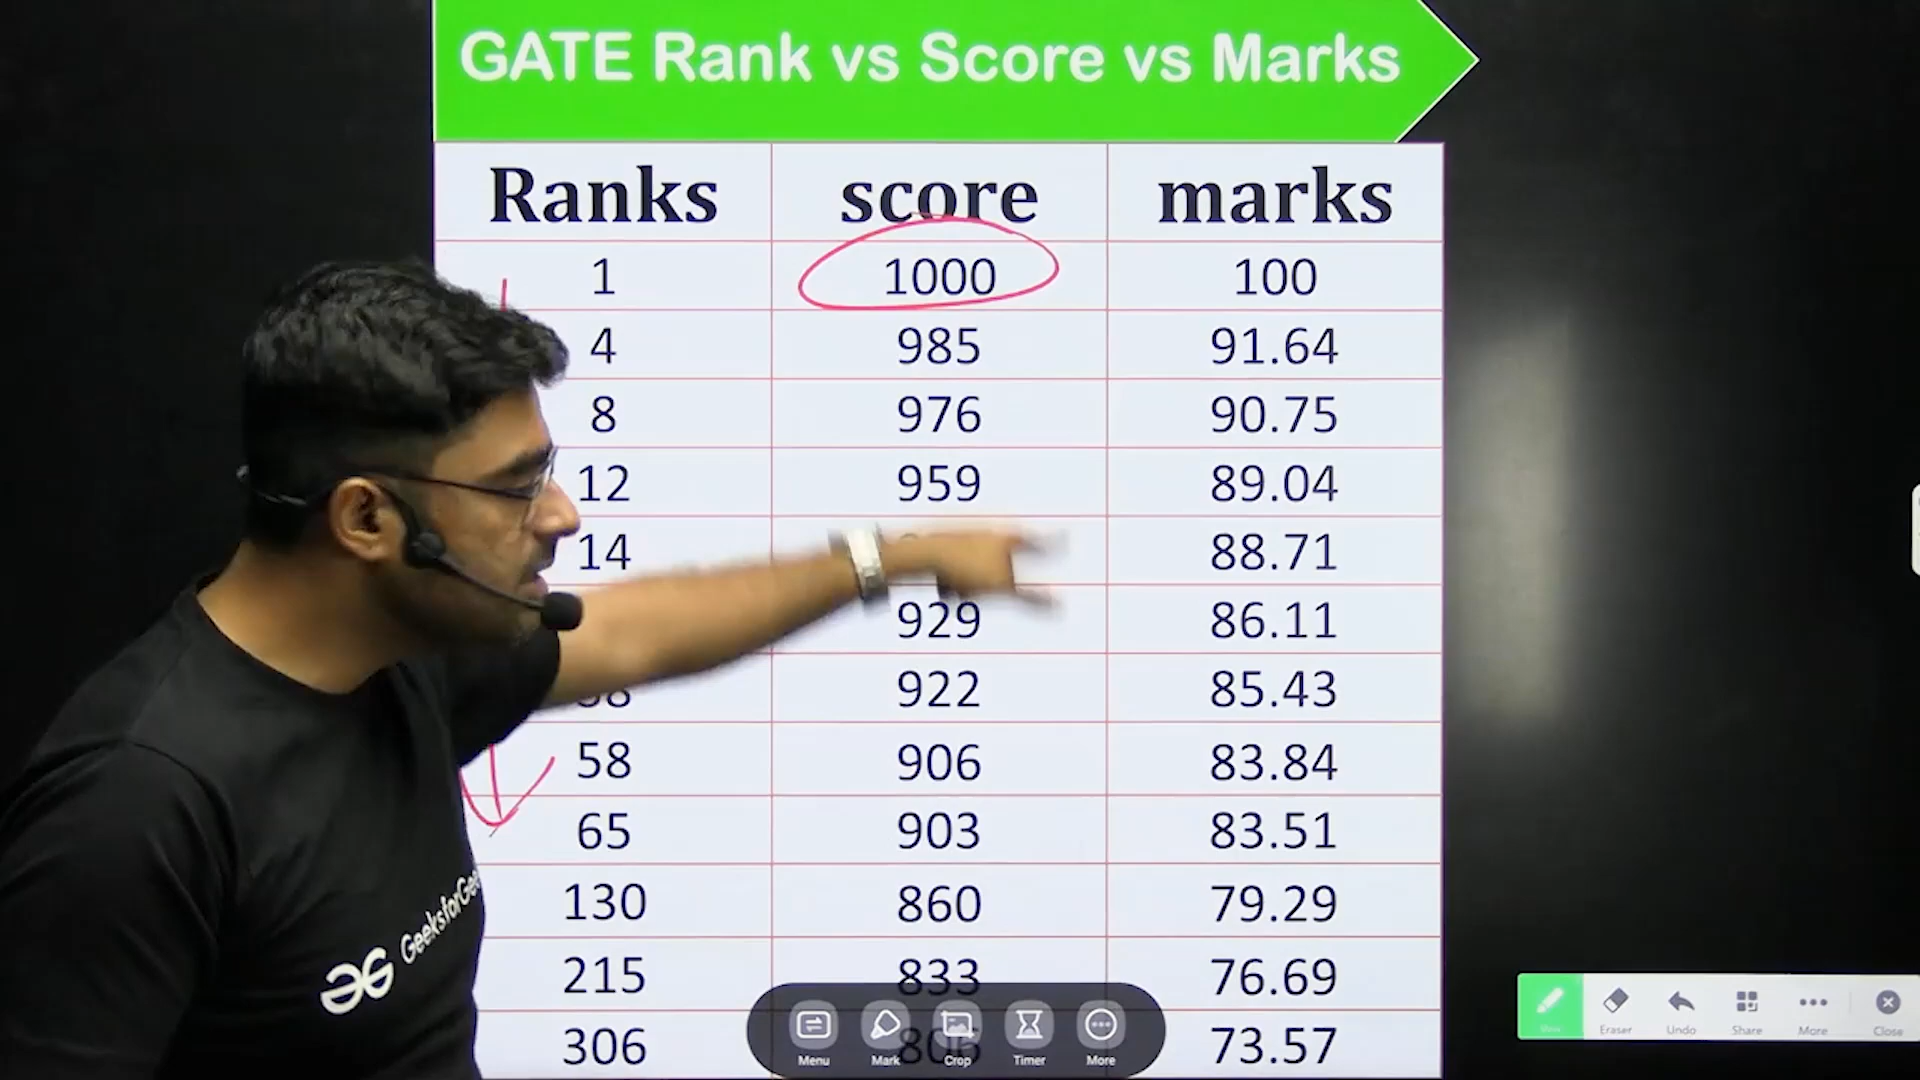 GATE Rank vs Score vs Marks
Ranks score marks
1 1000 100
4 985 91.64
8 976 90.75
12 959 89.04
14 88.71
929 86.11
922 85.43
58 906 83.84
65 903 83.51
130 860 79.29
215 833 76.69
306 73.57
GeeksforGee
Menu Mark Crop Timer More
Eraser Undo Share More Close